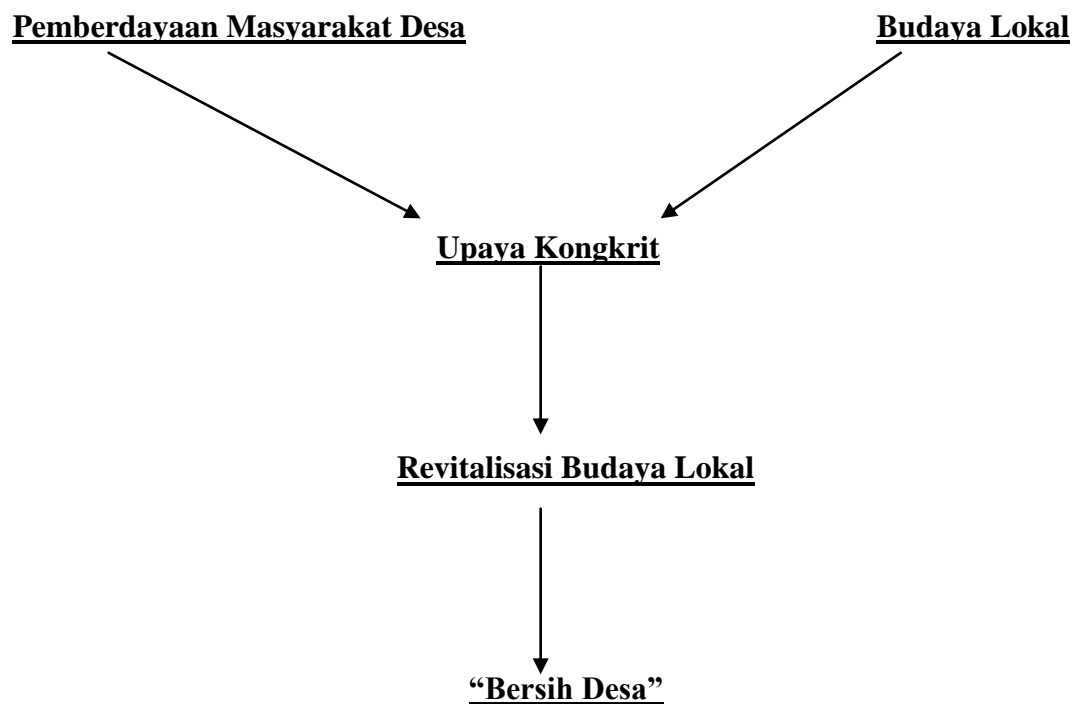 Pemberdayaan Masyarakat Desa
Budaya Lokal
Upaya Kongkrit
Revitalisasi Budaya Lokal
“Bersih Desa”